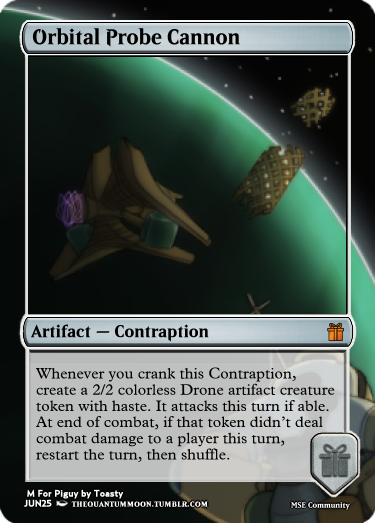 Orbital Probe Cannon
Artifact — Contraption
Whenever you crank this Contraption,
create a 2/2 colorless Drone artifact creature
token with haste. It attacks this turn if able.
At end of combat, if that token didn't deal
combat damage to a player this turn,
restart the turn, then shuffle.
M For Piguy by Toasty
JUN25 THEQUANTUMMOON.TUMBLR.COM
MSE Community